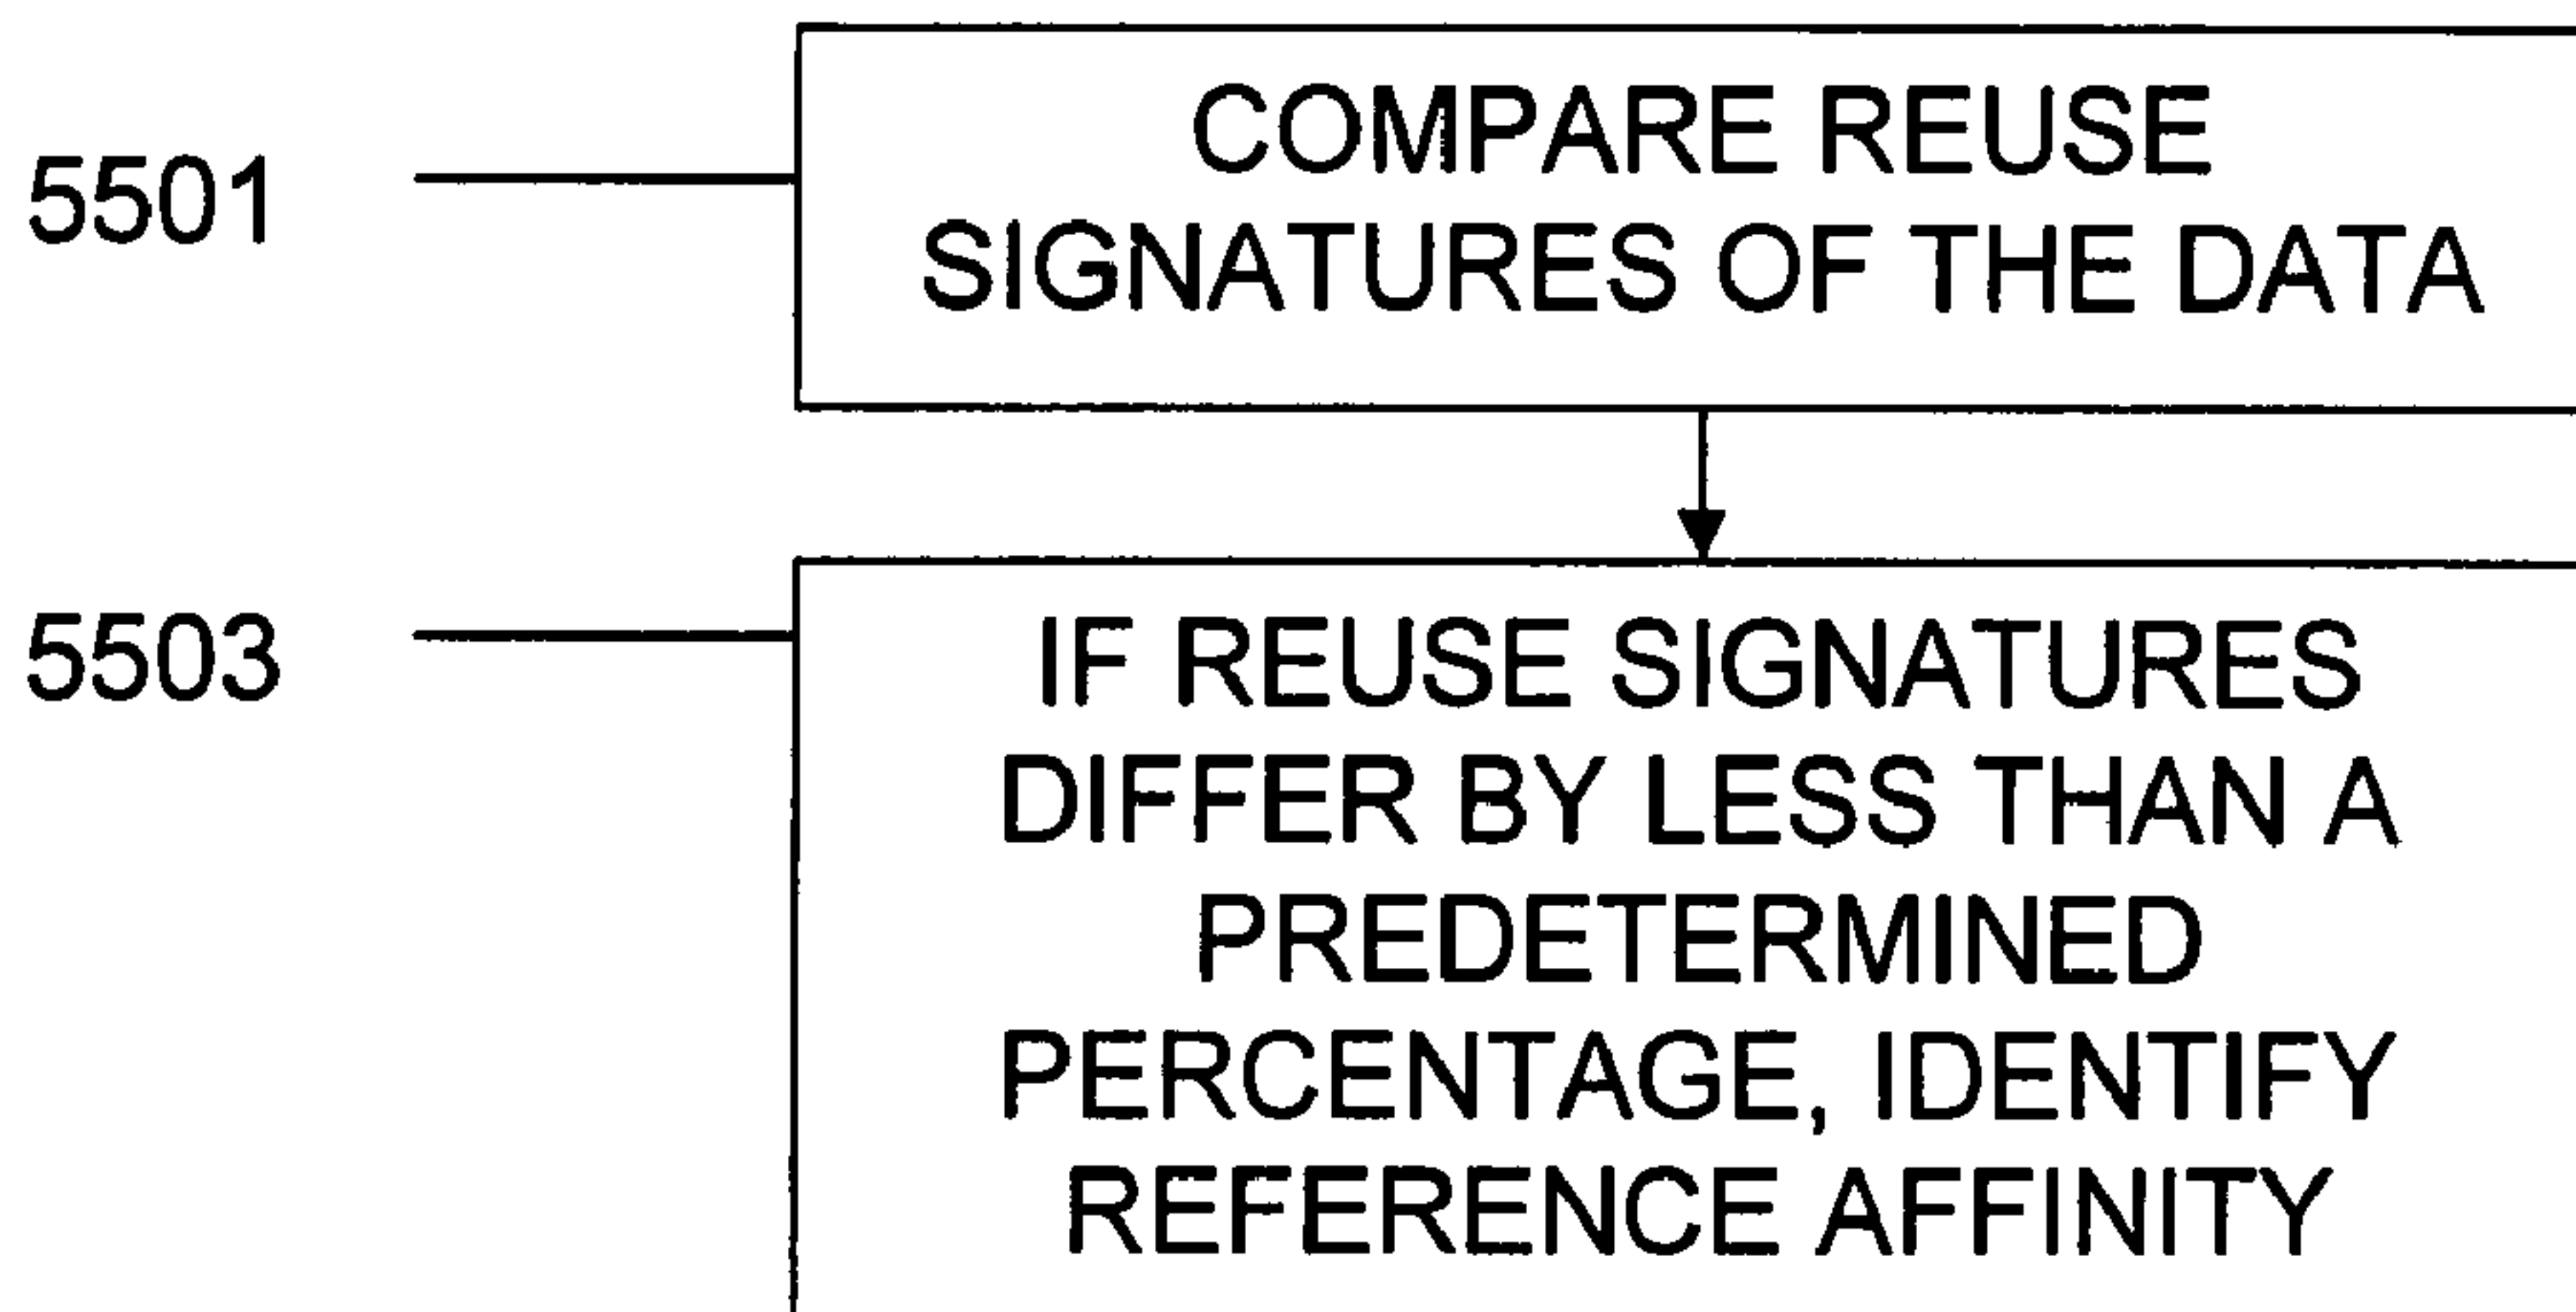 5501
COMPARE REUSE
SIGNATURES OF THE DATA
5503
IF REUSE SIGNATURES
DIFFER BY LESS THAN A
PREDETERMINED
PERCENTAGE, IDENTIFY
REFERENCE AFFINITY